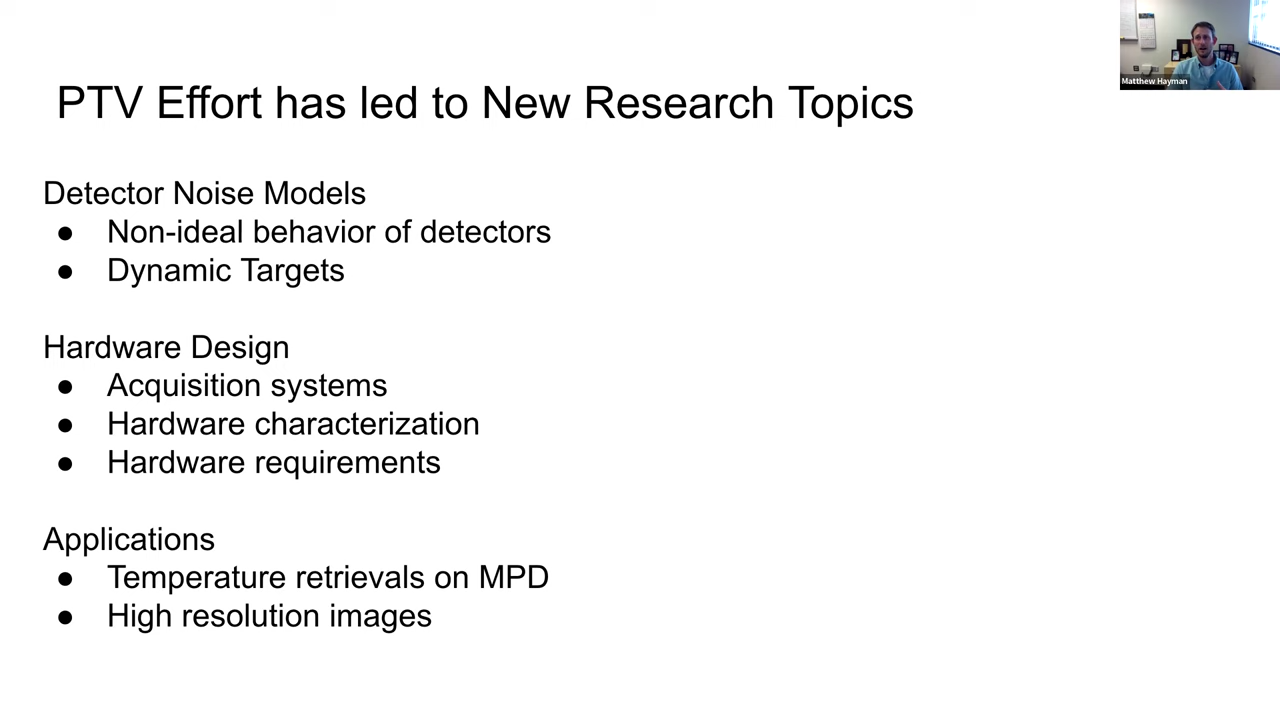 Matthew Hayman
PTV Effort has led to New Research Topics
Detector Noise Models
● Non-ideal behavior of detectors
● Dynamic Targets
Hardware Design
● Acquisition systems
● Hardware characterization
● Hardware requirements
Applications
● Temperature retrievals on MPD
● High resolution images